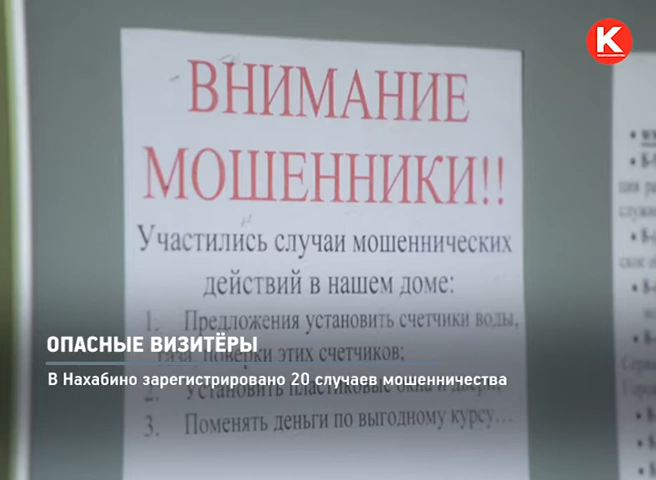 K
ВНИМАНИЕ
МОШЕННИКИ!!
Участились случаи мошеннических
действий в нашем доме:
1. Предложения установить счетчики воды,
поверки этих счетчиков;
2. Установить пластиковые окна и двери
3. Поменять деньги по выгодному курсу…
ОПАСНЫЕ ВИЗИТЁРЫ
В Нахабино зарегистрировано 20 случаев мошенничества